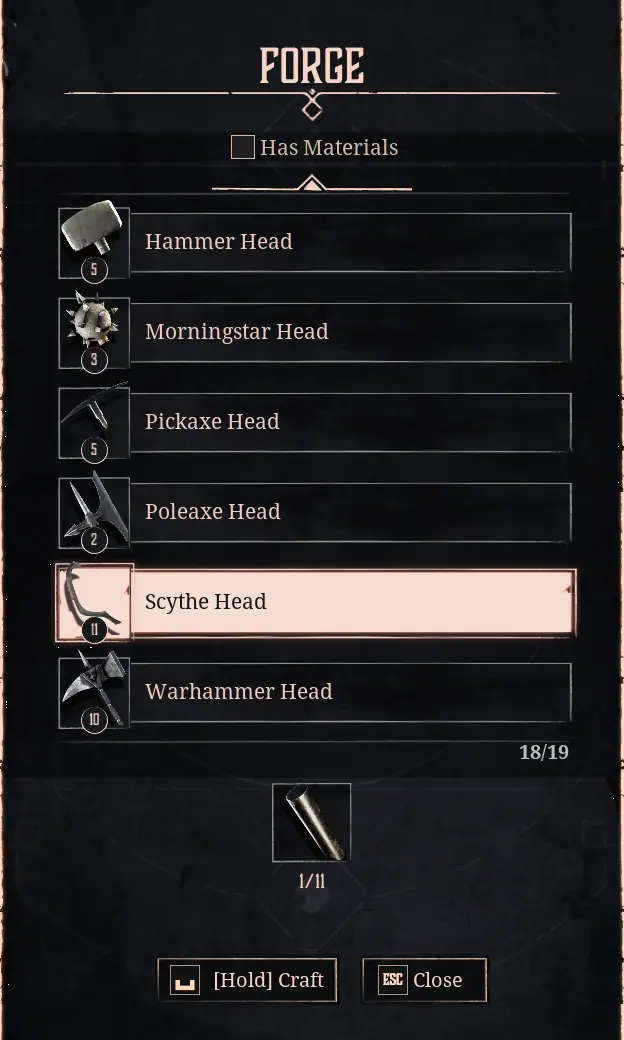 FORGE
Has Materials
Hammer Head
5
Morningstar Head
3
Pickaxe Head
5
Poleaxe Head
2
Scythe Head
11
Warhammer Head
10
18/19
1/11
[Hold] Craft
ESC Close